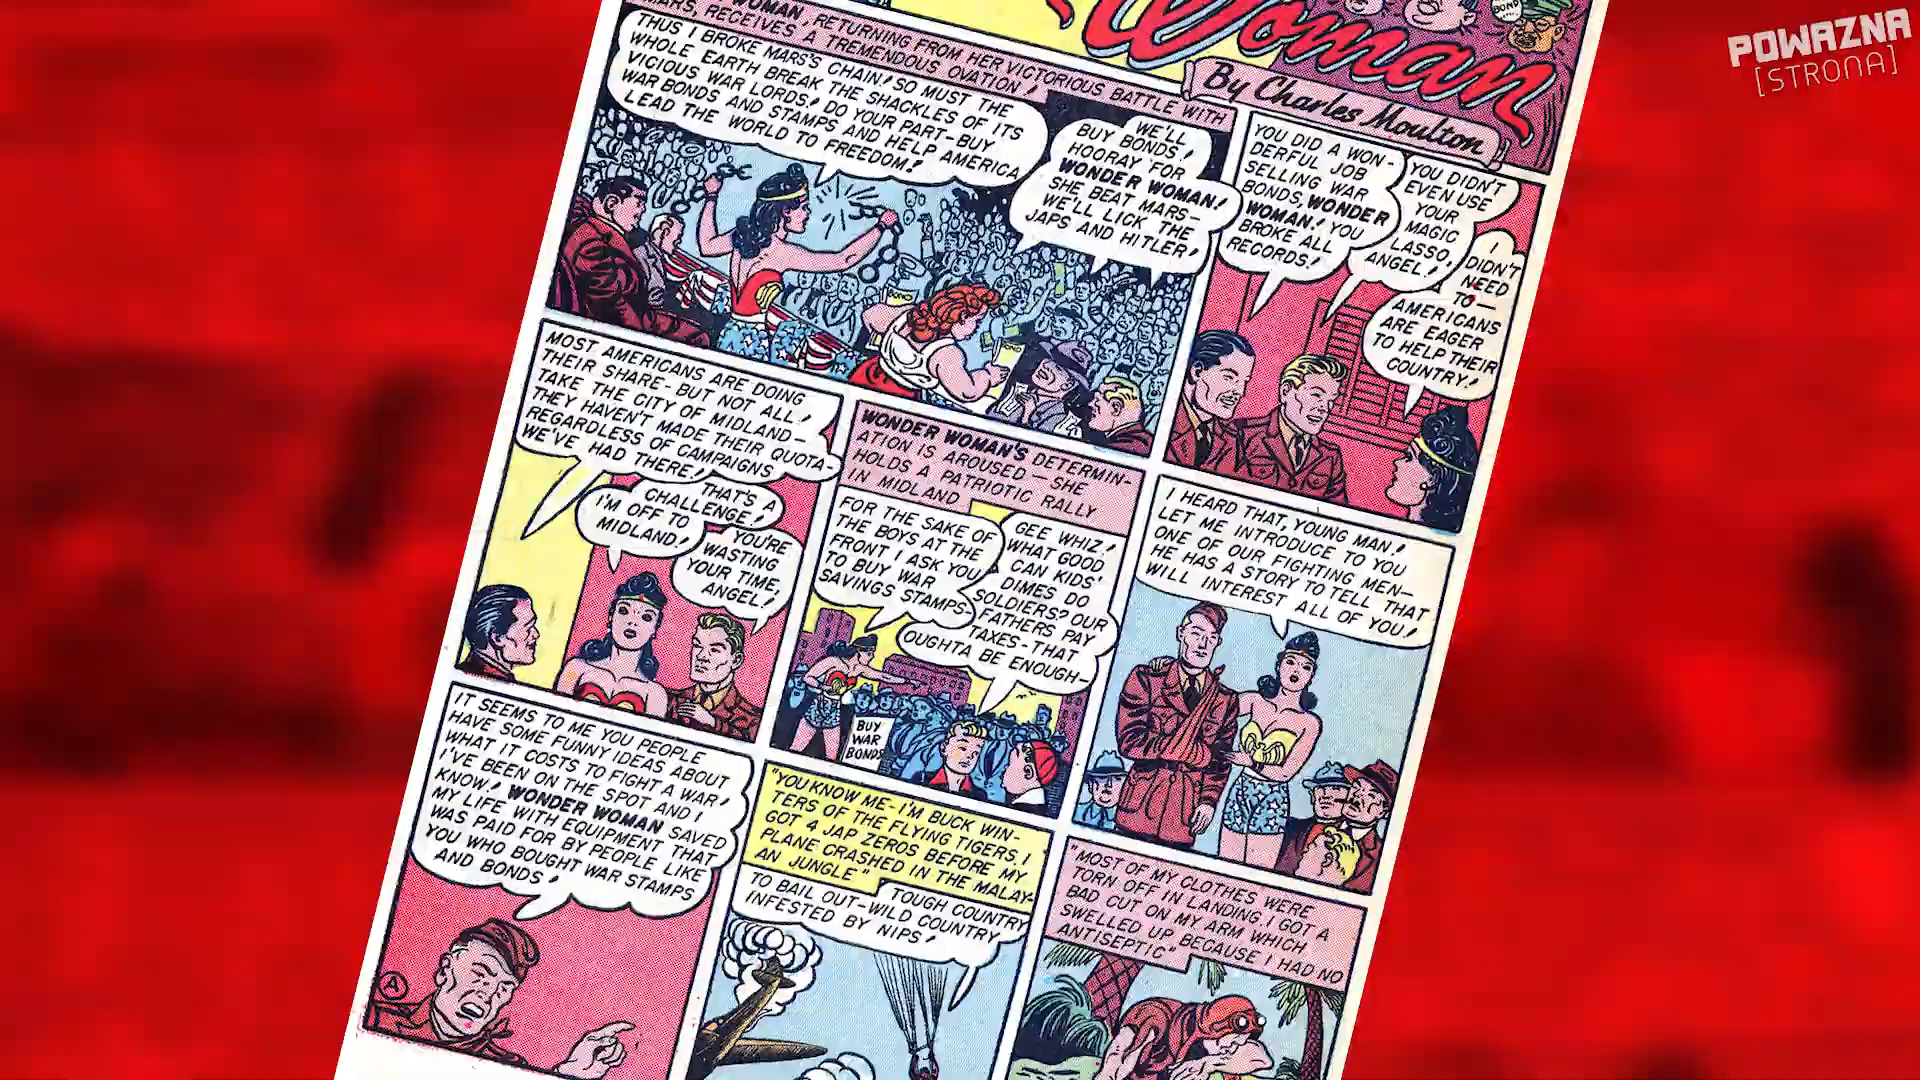 Woman
By Charles Moulton
WOMAN, RETURNING FROM HER VICTORIOUS BATTLE WITH
MARS, RECEIVES A TREMENDOUS OVATION,
THUS I BROKE MARS'S CHAIN! SO MUST THE
WHOLE EARTH BREAK THE SHACKLES OF ITS
VICIOUS WAR LORDS! DO YOUR PART-BUY
WAR BONDS AND STAMPS AND HELP AMERICA
LEAD THE WORLD TO FREEDOM!
WE'LL
BUY BONDS!
HOORAY FOR
WONDER WOMAN!
SHE BEAT MARS-
WE'LL LICK THE
JAPS AND HITLER!
YOU DID A WON-
DERFUL JOB
SELLING WAR
BONDS, WONDER
WOMAN! YOU
BROKE ALL
RECORDS!
YOU DIDN'T
EVEN USE
YOUR
MAGIC
LASSO,
ANGEL!
I
DIDN'T
NEED
TO-
AMERICANS
ARE EAGER
TO HELP THEIR
COUNTRY!
MOST AMERICANS ARE DOING
THEIR SHARE-BUT NOT ALL!
TAKE THE CITY OF MIDLAND-
THEY HAVEN'T MADE THEIR QUOTA-
REGARDLESS OF CAMPAIGNS
WE'VE HAD THERE!
THAT'S A
CHALLENGE!
I'M OFF TO
MIDLAND!
YOU'RE
WASTING
YOUR TIME,
ANGEL!
WONDER WOMAN'S DETERMIN-
ATION IS AROUSED-SHE
HOLDS A PATRIOTIC RALLY
IN MIDLAND
FOR THE SAKE OF
THE BOYS AT THE
FRONT I ASK YOU
TO BUY WAR
SAVINGS STAMPS-
GEE WHIZ!
WHAT GOOD
CAN KIDS'
DIMES DO
SOLDIERS? OUR
FATHERS PAY
TAXES-THAT
OUGHTA BE ENOUGH-
BUY
WAR
BONDS
I HEARD THAT, YOUNG MAN!
LET ME INTRODUCE TO YOU
ONE OF OUR FIGHTING MEN-
HE HAS A STORY TO TELL THAT
WILL INTEREST ALL OF YOU!
IT SEEMS TO ME YOU PEOPLE
HAVE SOME FUNNY IDEAS ABOUT
WHAT IT COSTS TO FIGHT A WAR!
I'VE BEEN ON THE SPOT AND I
KNOW! WONDER WOMAN SAVED
MY LIFE WITH EQUIPMENT THAT
WAS PAID FOR BY PEOPLE LIKE
YOU WHO BOUGHT WAR STAMPS
AND BONDS!
A
"YOU KNOW ME-I'M BUCK WIN-
TERS OF THE FLYING TIGERS. I
GOT 4 JAP ZEROS BEFORE MY
PLANE CRASHED IN THE MALAY-
AN JUNGLE"
TOUGH COUNTRY
TO BAIL OUT-WILD COUNTRY
INFESTED BY NIPS!
"MOST OF MY CLOTHES WERE
TORN OFF IN LANDING. I GOT A
BAD CUT ON MY ARM WHICH
SWELLED UP BECAUSE I HAD NO
ANTISEPTIC"
POWAZNA
[STRONA]